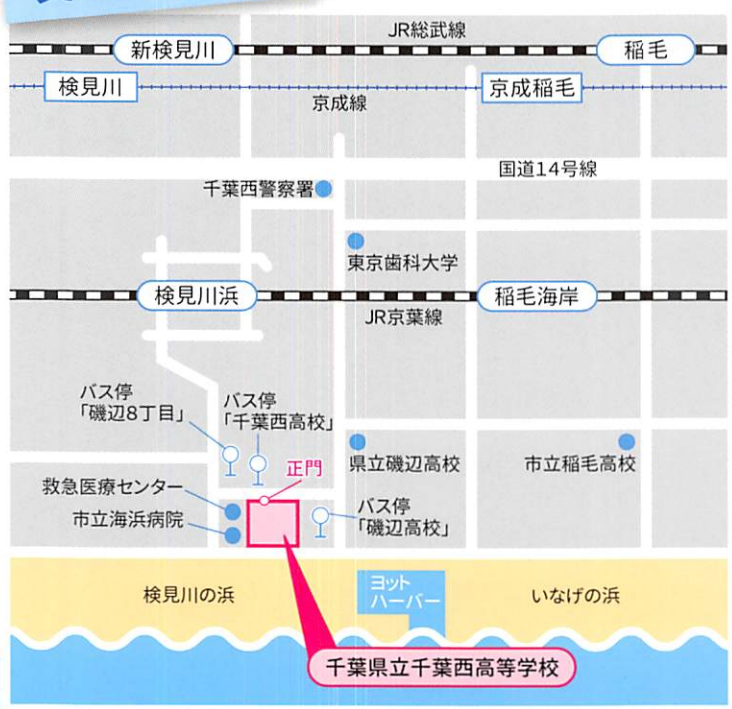 JR総武線
新検見川
稲毛
検見川
京成稲毛
京成線
国道14号線
千葉西警察署
東京歯科大学
検見川浜
稲毛海岸
JR京葉線
バス停
「磯辺8丁目」
バス停
「千葉西高校」
正門
県立磯辺高校
市立稲毛高校
救急医療センター
市立海浜病院
バス停
「磯辺高校」
検見川の浜
ヨット
ハーバー
いなげの浜
千葉県立千葉西高等学校